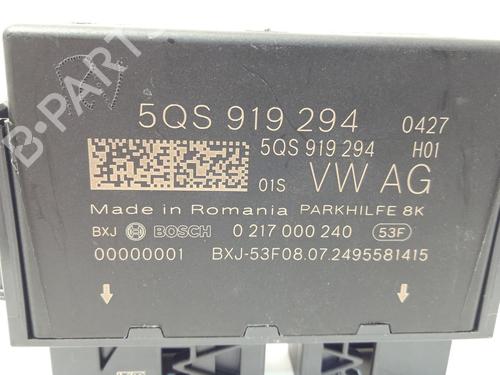 5QS 919 294 0427
5QS 919 294 H01
01S VW AG
Made in Romania PARKHILFE 8K
BXJ BOSCH 0 217 000 240 53F
00000001 BXJ-53F08.07.2495581415